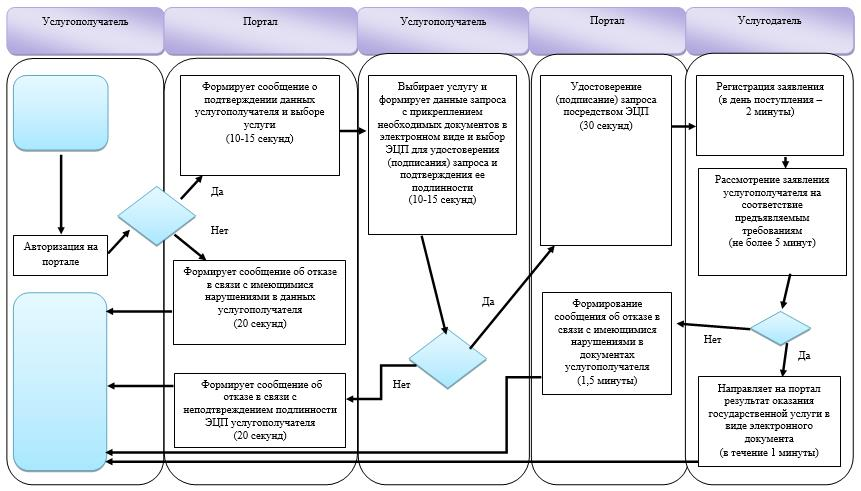 Услугополучатель
Портал
Услугополучатель
Портал
Услугодатель
Авторизация на
портале
Формирует сообщение о
подтверждении данных
услугополучателя и выборе
услуги
(10-15 секунд)
Да
Нет
Формирует сообщение об отказе
в связи с имеющимися
нарушениями в данных
услугополучателя
(20 секунд)
Формирует сообщение об
отказе в связи с
неподтвреждением подлинности
ЭЦП услугополучателя
(20 секунд)
Выбирает услугу и
формирует данные запроса
с прикреплением
необходимых документов в
электронном виде и выбор
ЭЦП для удостоверения
(подписания) запроса и
подтверждения ее
подлинности
(10-15 секунд)
Да
Нет
Удостоверение
(подписание) запроса
посредством ЭЦП
(30 секунд)
Формирование
сообщения об отказе в
связи с имеющимися
нарушениями в
документах
услугополучателя
(1,5 минуты)
Регистрация заявления
(в день поступления –
2 минуты)
Рассмотрение заявления
услугополучателя на
соответствие
предъявляемым
требованиям
(не более 5 минут)
Нет
Да
Направляет на портал
результат оказания
государственной услуги в
виде электронного
документа
(в течение 1 минуты)